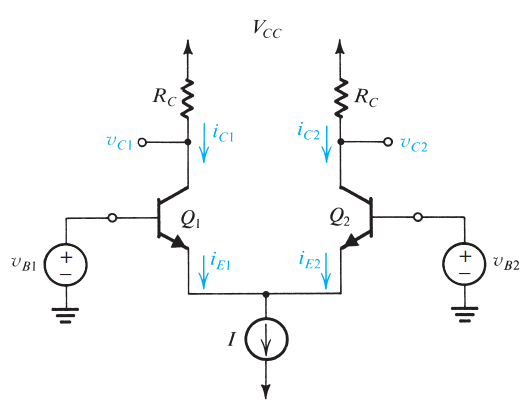 V_CC
R_C
R_C
v_C1
i_C1
i_C2
v_C2
Q_1
Q_2
v_B1
+
−
i_E1
i_E2
+
−
v_B2
I